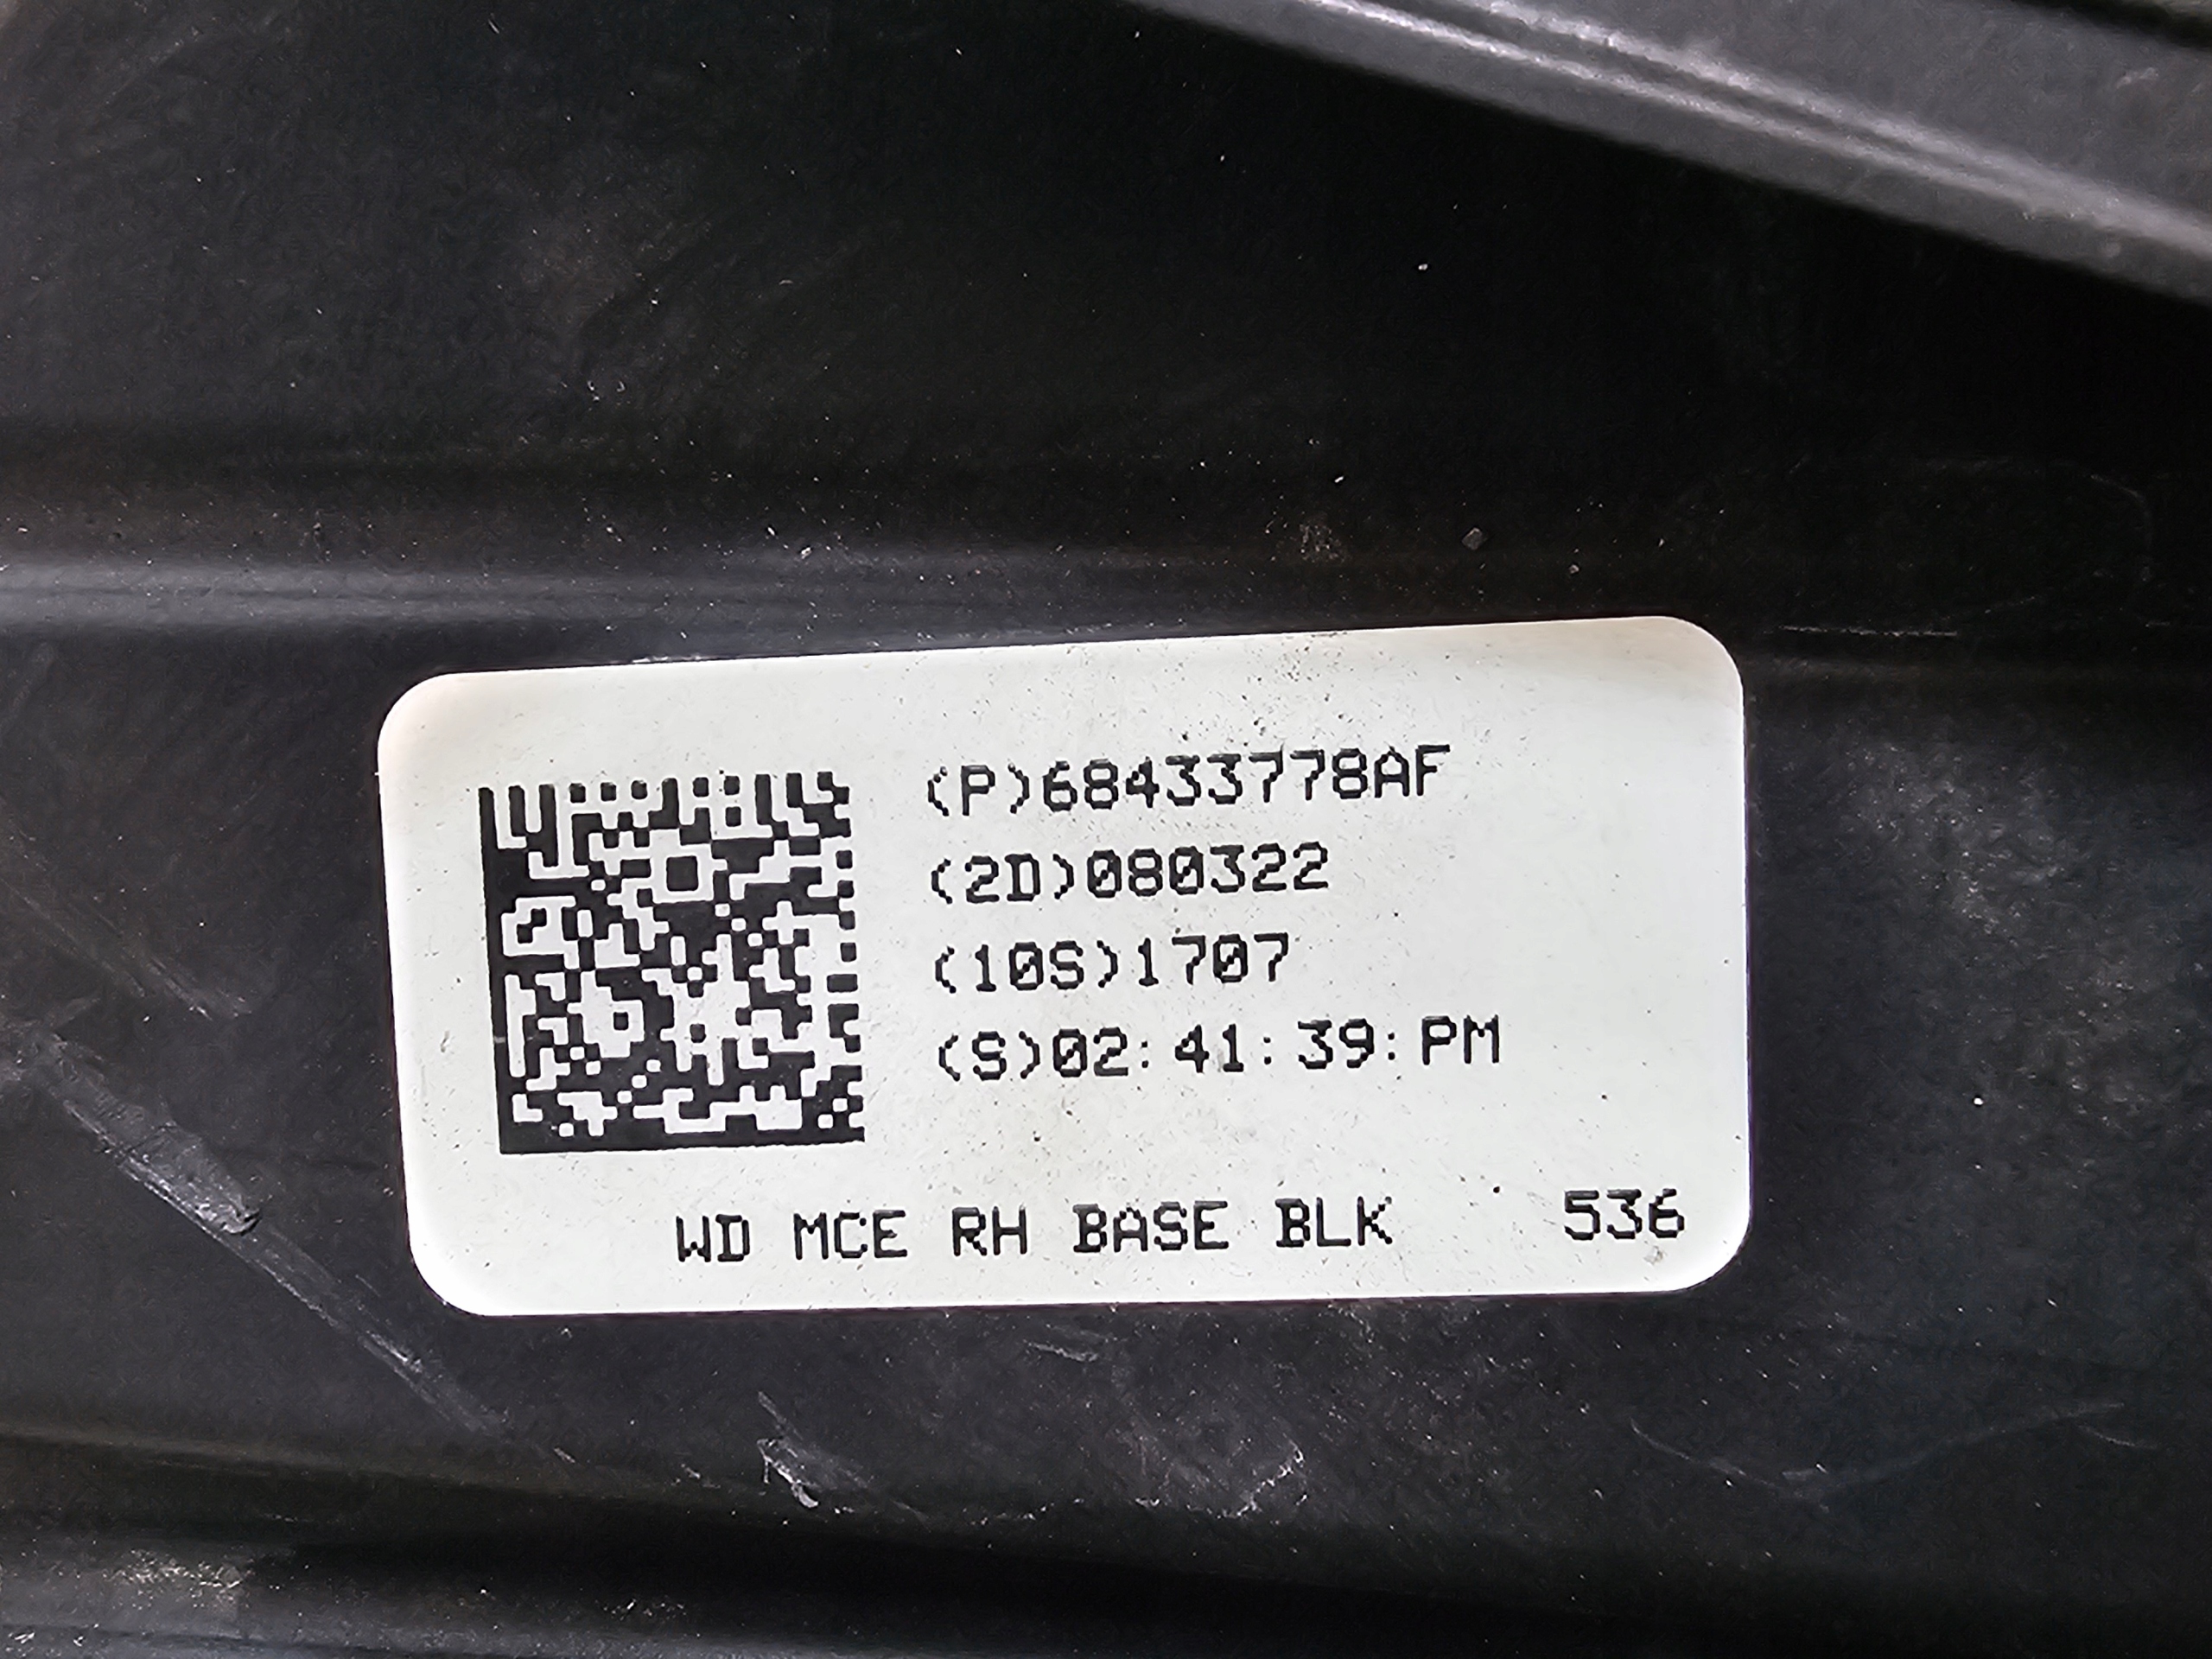 (P)68433778AF
(2D)080322
(10S)1707
(S)02:41:39:PM
WD MCE RH BASE BLK 536